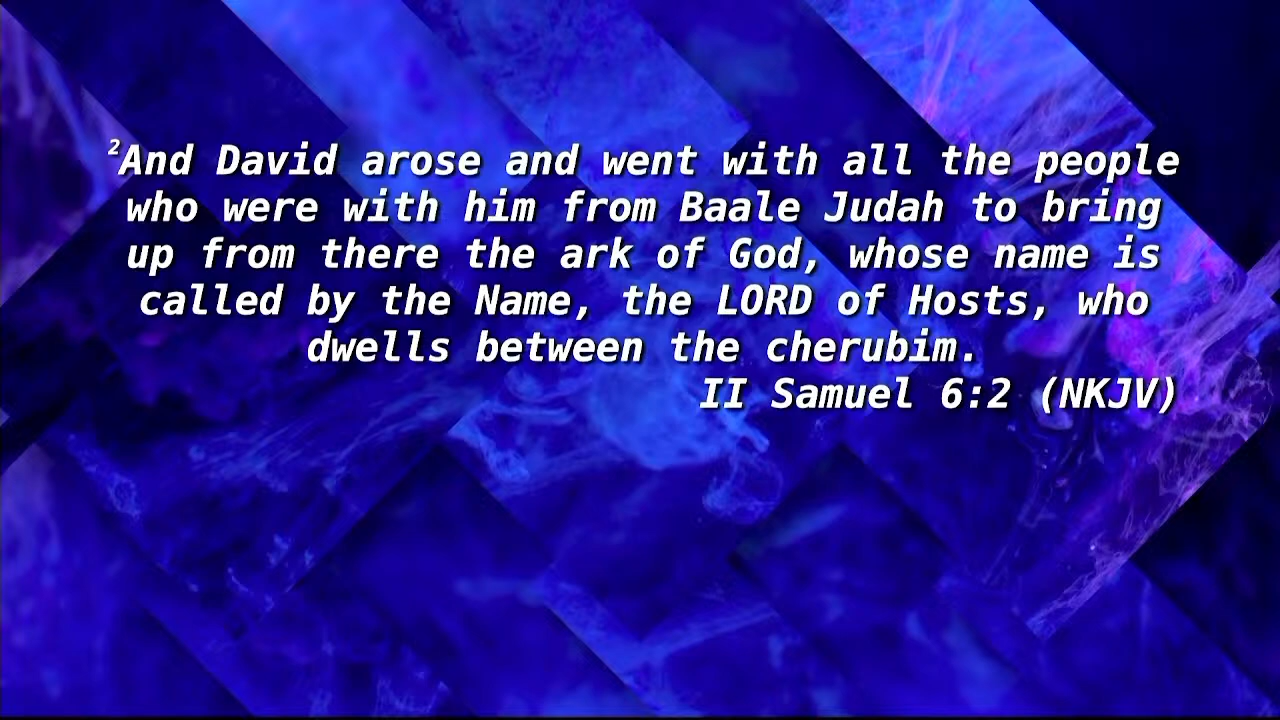 ²And David arose and went with all the people
who were with him from Baale Judah to bring
up from there the ark of God, whose name is
called by the Name, the LORD of Hosts, who
dwells between the cherubim.
II Samuel 6:2 (NKJV)